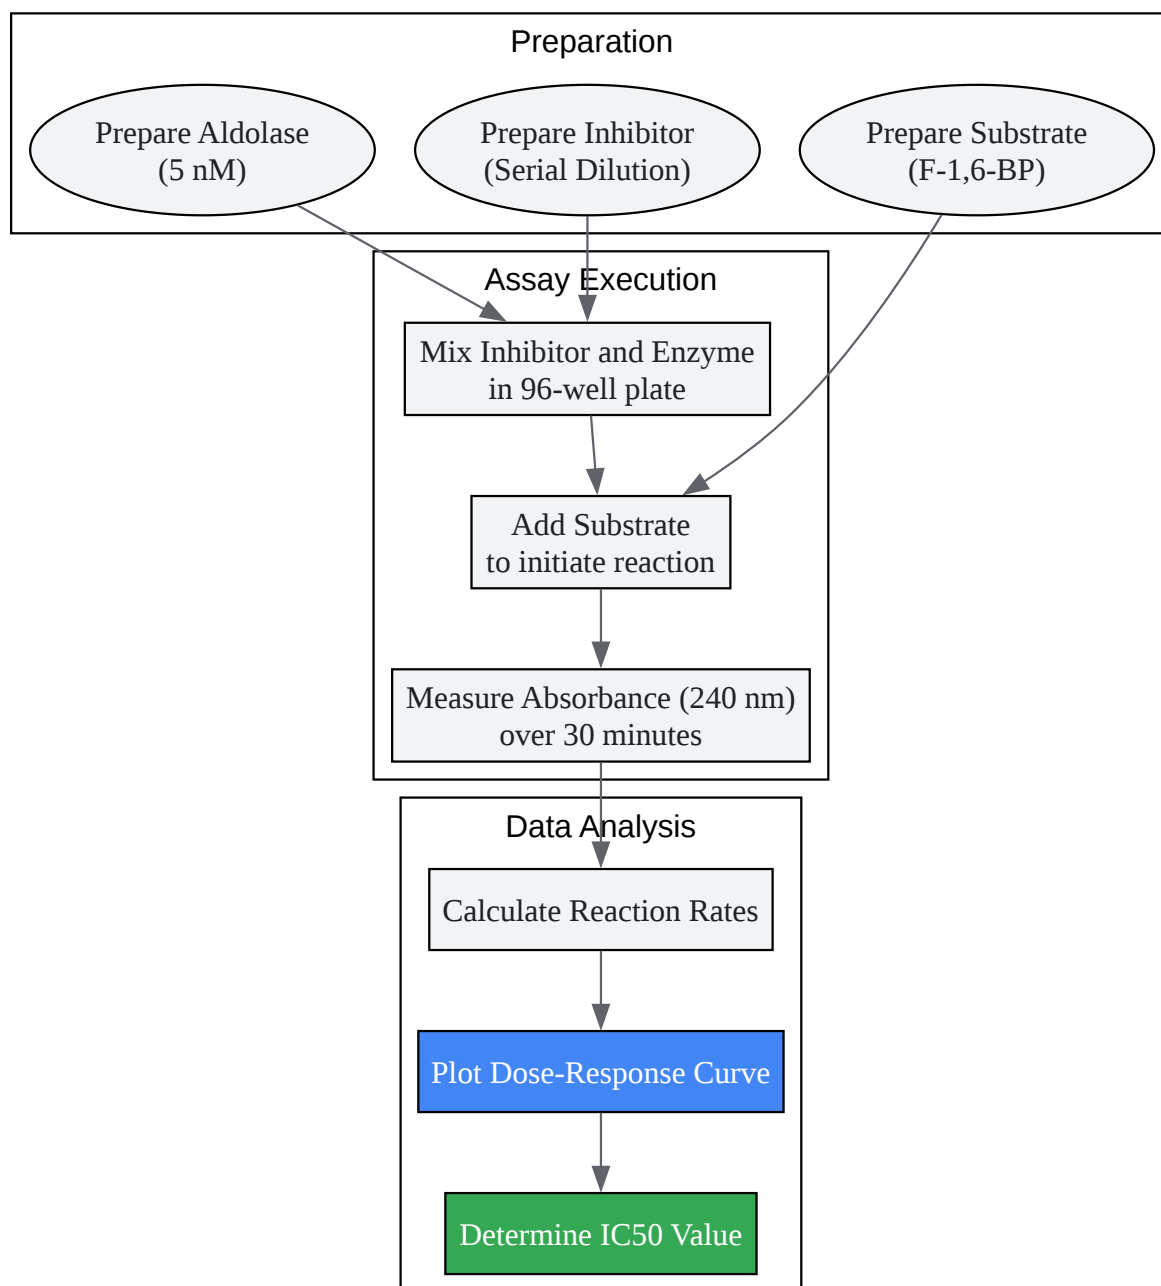 Preparation
Prepare Aldolase
(5 nM)
Prepare Inhibitor
(Serial Dilution)
Prepare Substrate
(F-1,6-BP)
Assay Execution
Mix Inhibitor and Enzyme
in 96-well plate
Add Substrate
to initiate reaction
Measure Absorbance (240 nm)
over 30 minutes
Data Analysis
Calculate Reaction Rates
Plot Dose-Response Curve
Determine IC50 Value